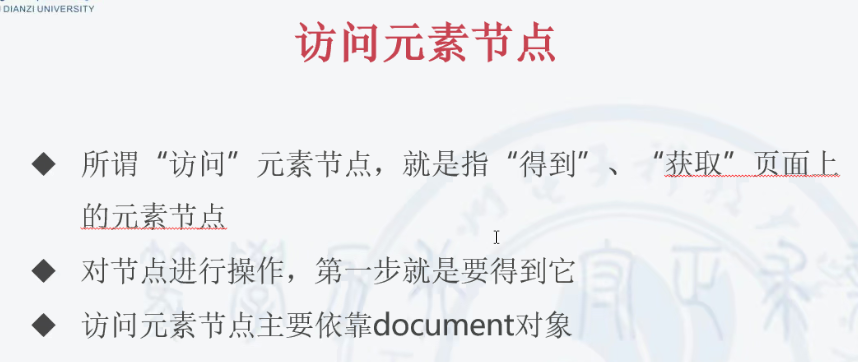 DIANZI UNIVERSITY
访问元素节点
◆ 所谓“访问”元素节点，就是指“得到”、“获取”页面上
的元素节点
◆ 对节点进行操作，第一步就是要得到它
◆ 访问元素节点主要依靠document对象